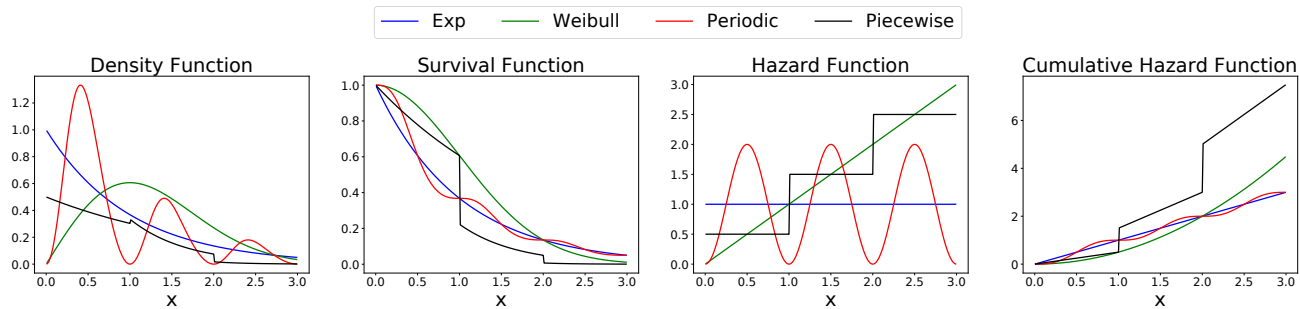 Exp Weibull Periodic Piecewise
Density Function
0.0 0.2 0.4 0.6 0.8 1.0 1.2
0.0 0.5 1.0 1.5 2.0 2.5 3.0
x
Survival Function
0.0 0.2 0.4 0.6 0.8 1.0
0.0 0.5 1.0 1.5 2.0 2.5 3.0
x
Hazard Function
0.0 0.5 1.0 1.5 2.0 2.5 3.0
0.0 0.5 1.0 1.5 2.0 2.5 3.0
x
Cumulative Hazard Function
0 2 4 6
0.0 0.5 1.0 1.5 2.0 2.5 3.0
x